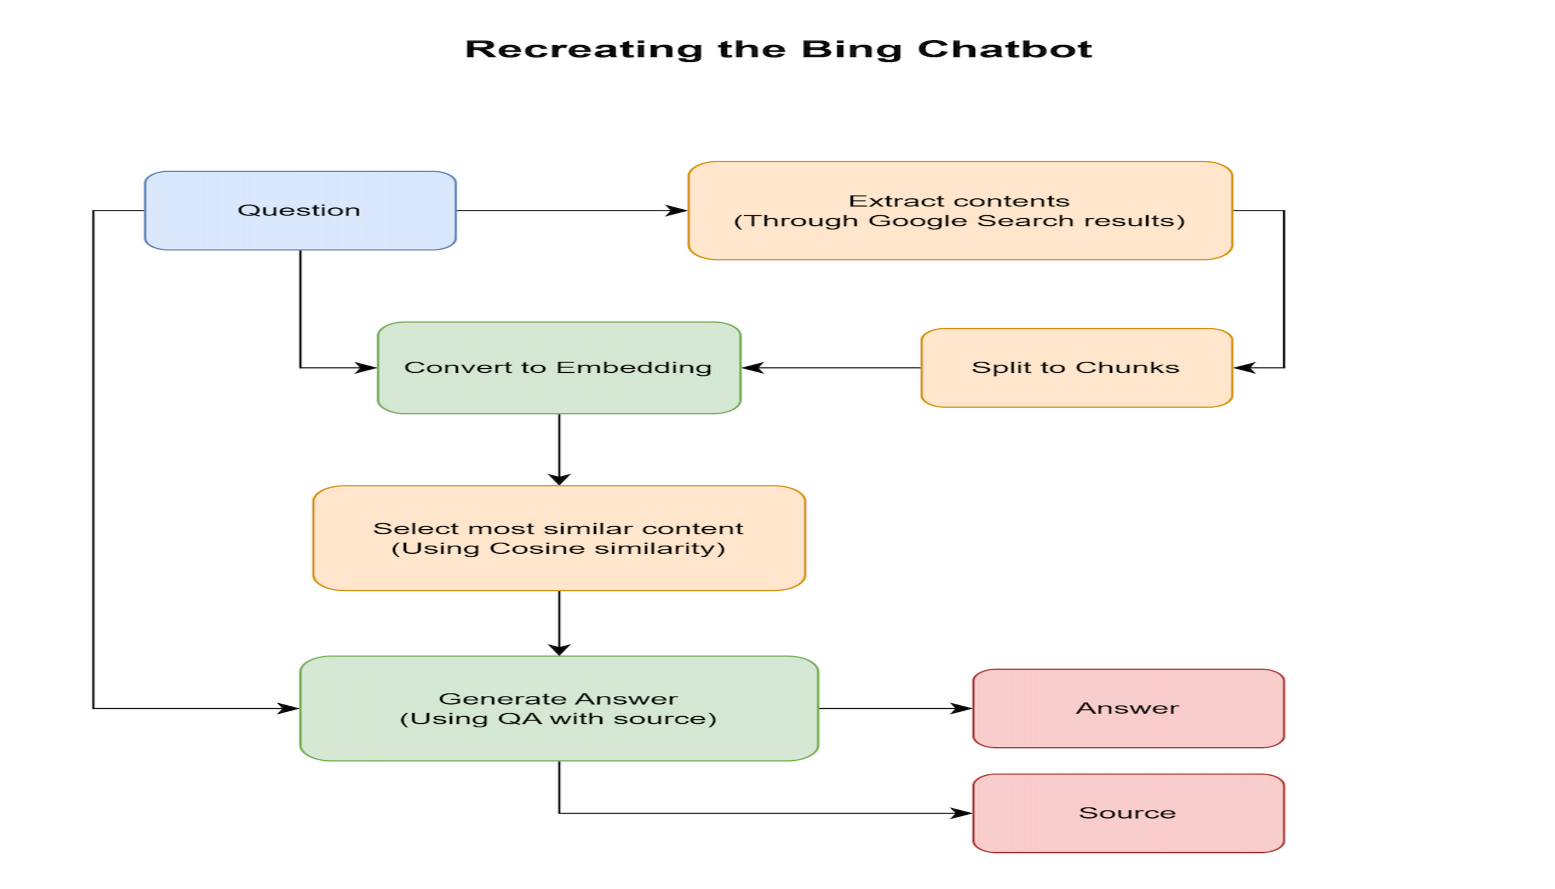 Recreating the Bing Chatbot
Question
Extract contents
(Through Google Search results)
Convert to Embedding
Split to Chunks
Select most similar content
(Using Cosine similarity)
Generate Answer
(Using QA with source)
Answer
Source